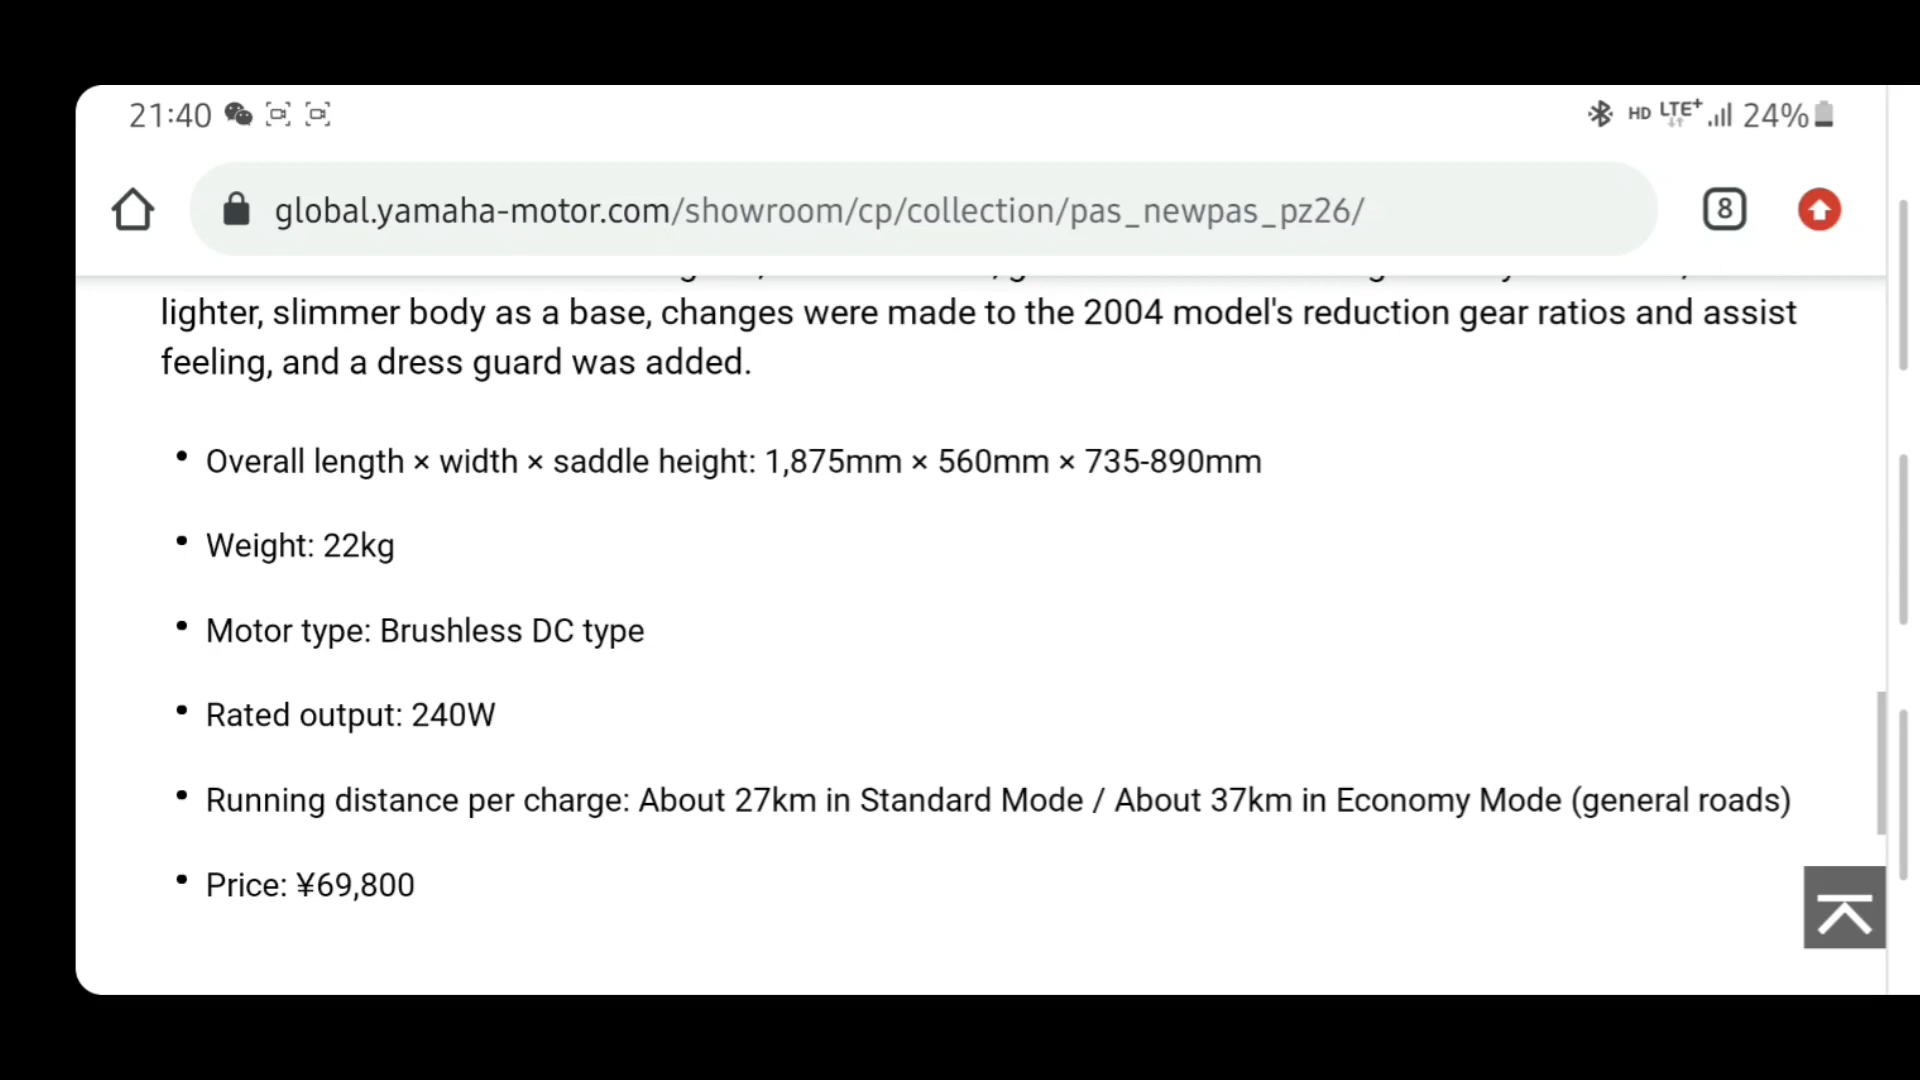 21:40
HD LTE+ 24%
global.yamaha-motor.com/showroom/cp/collection/pas_newpas_pz26/
8
lighter, slimmer body as a base, changes were made to the 2004 model's reduction gear ratios and assist
feeling, and a dress guard was added.
• Overall length × width × saddle height: 1,875mm × 560mm × 735-890mm
• Weight: 22kg
• Motor type: Brushless DC type
• Rated output: 240W
• Running distance per charge: About 27km in Standard Mode / About 37km in Economy Mode (general roads)
• Price: ¥69,800